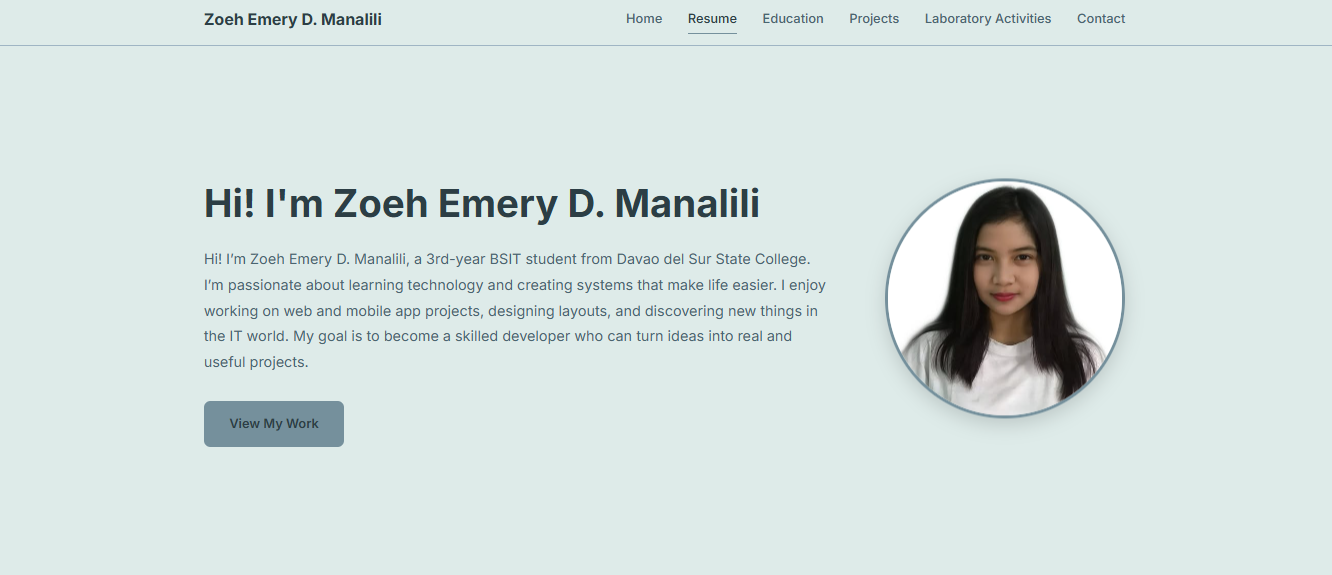 Zoeh Emery D. Manalili
Home Resume Education Projects Laboratory Activities Contact
Hi! I'm Zoeh Emery D. Manalili
Hi! I’m Zoeh Emery D. Manalili, a 3rd-year BSIT student from Davao del Sur State College.
I’m passionate about learning technology and creating systems that make life easier. I enjoy
working on web and mobile app projects, designing layouts, and discovering new things in
the IT world. My goal is to become a skilled developer who can turn ideas into real and
useful projects.
View My Work